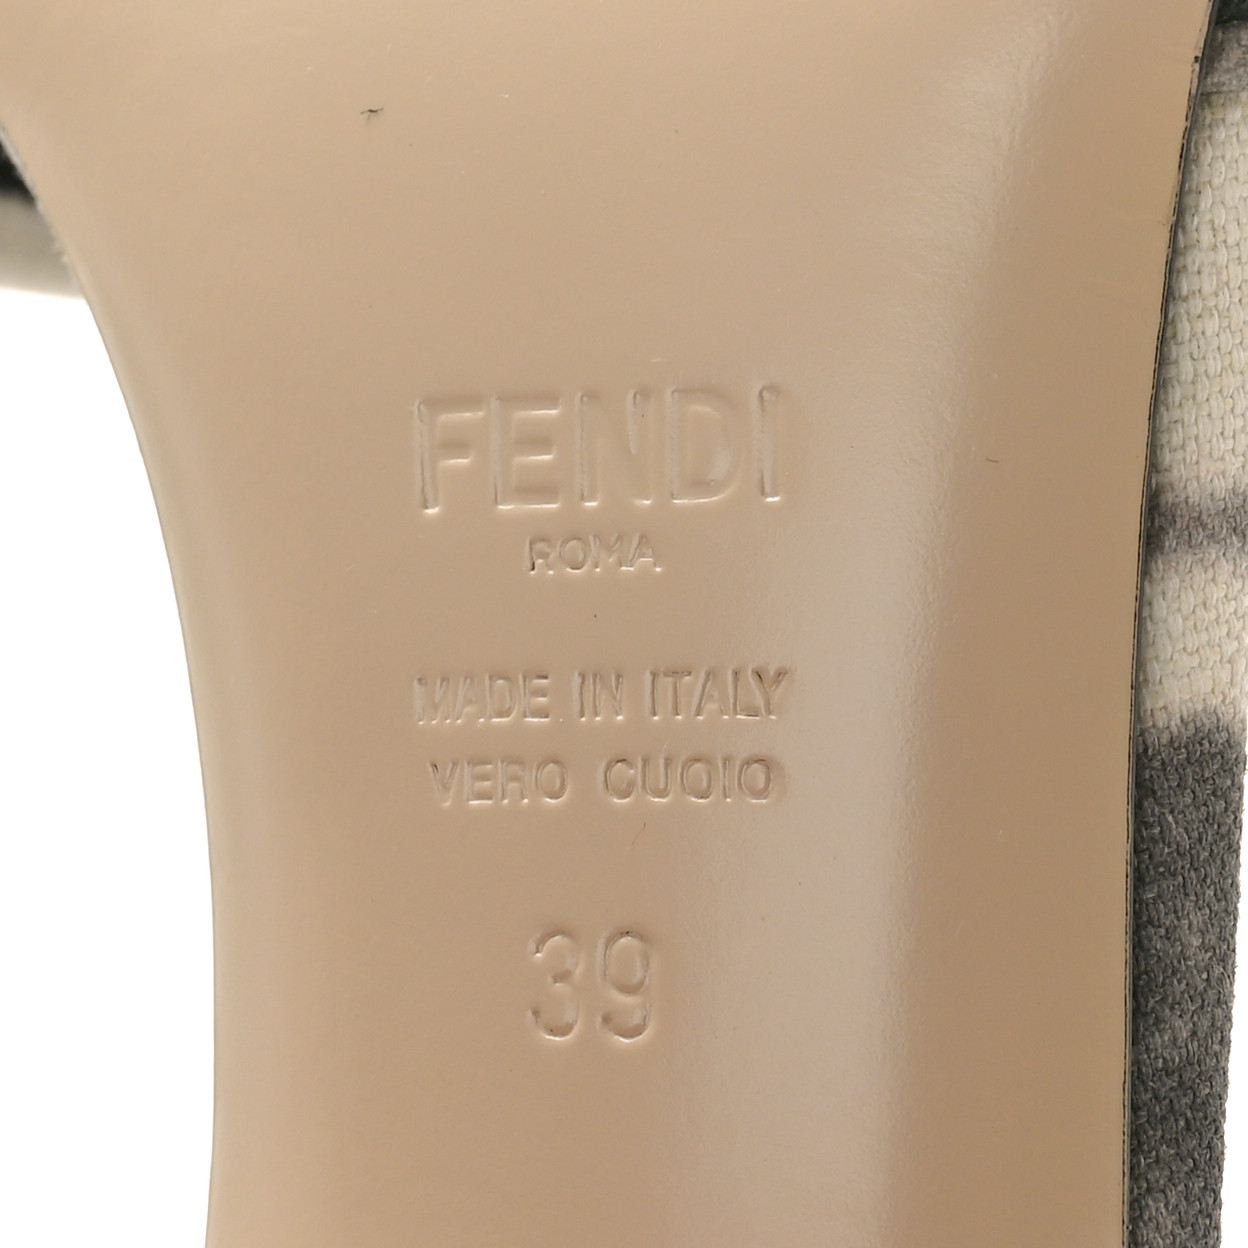 FENDI
ROMA
MADE IN ITALY
VERO CUOIO
39